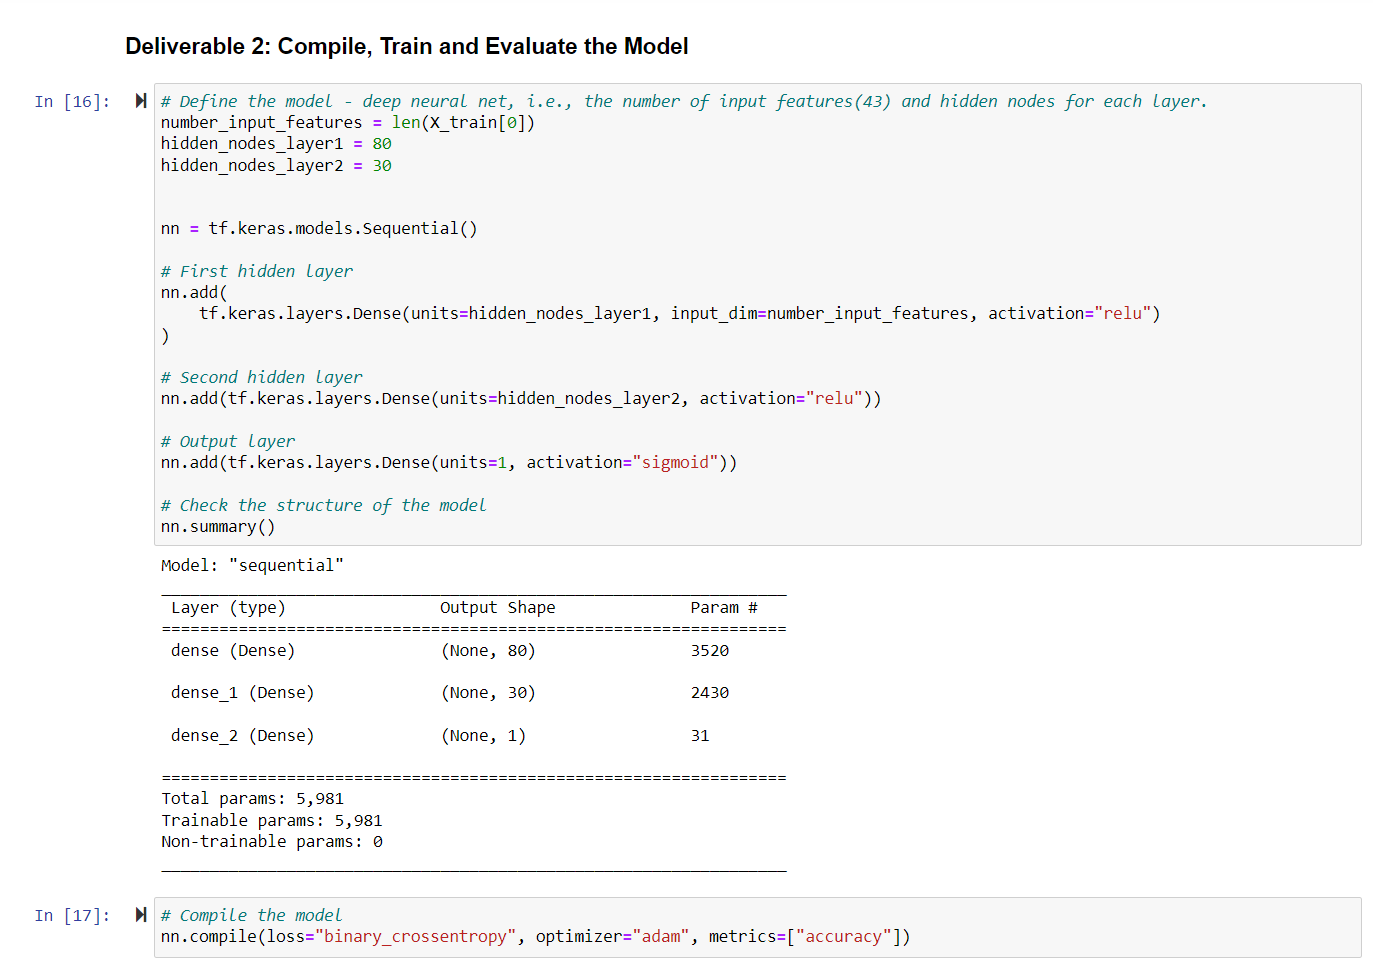 Deliverable 2: Compile, Train and Evaluate the Model
In [16]:
# Define the model - deep neural net, i.e., the number of input features(43) and hidden nodes for each layer.
number_input_features = len(X_train[0])
hidden_nodes_layer1 = 80
hidden_nodes_layer2 = 30
nn = tf.keras.models.Sequential()
# First hidden layer
nn.add(
    tf.keras.layers.Dense(units=hidden_nodes_layer1, input_dim=number_input_features, activation="relu")
)
# Second hidden layer
nn.add(tf.keras.layers.Dense(units=hidden_nodes_layer2, activation="relu"))
# Output layer
nn.add(tf.keras.layers.Dense(units=1, activation="sigmoid"))
# Check the structure of the model
nn.summary()
Model: "sequential"
_________________________________________________________________
Layer (type) Output Shape Param #
=================================================================
dense (Dense) (None, 80) 3520
dense_1 (Dense) (None, 30) 2430
dense_2 (Dense) (None, 1) 31
=================================================================
Total params: 5,981
Trainable params: 5,981
Non-trainable params: 0
_________________________________________________________________
In [17]:
# Compile the model
nn.compile(loss="binary_crossentropy", optimizer="adam", metrics=["accuracy"])